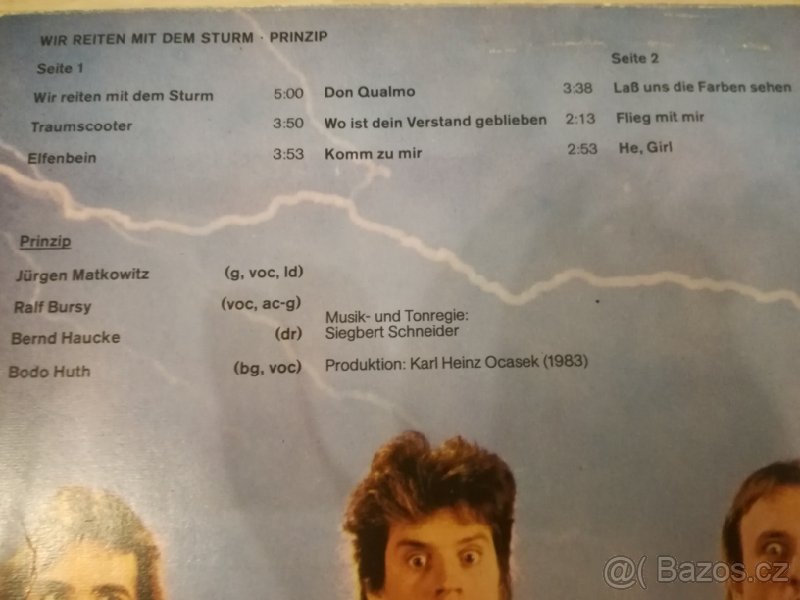 WIR REITEN MIT DEM STURM · PRINZIP
Seite 1
Wir reiten mit dem Sturm 5:00
Traumscooter 3:50
Elfenbein 3:53
Don Qualmo 3:38
Wo ist dein Verstand geblieben 2:13
Komm zu mir 2:53
Seite 2
Laß uns die Farben sehen
Flieg mit mir
He, Girl
Prinzip
Jürgen Matkowitz (g, voc, ld)
Ralf Bursy (voc, ac-g)
Bernd Haucke (dr)
Bodo Huth (bg, voc)
Musik- und Tonregie:
Siegbert Schneider
Produktion: Karl Heinz Ocasek (1983)
Bazos.cz